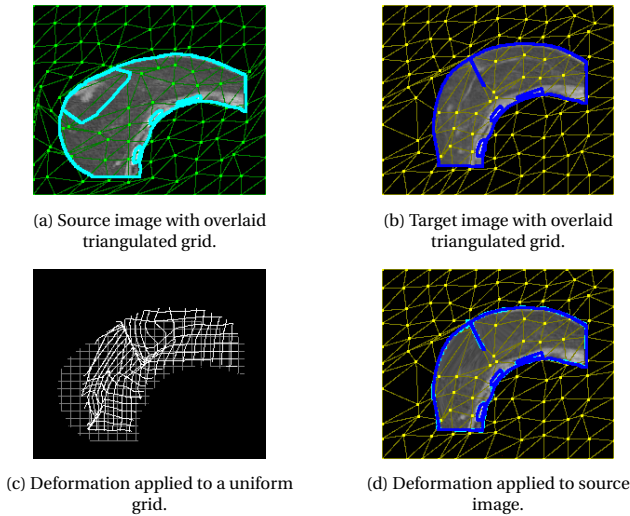 (a) Source image with overlaid
triangulated grid.
(b) Target image with overlaid
triangulated grid.
(c) Deformation applied to a uniform
grid.
(d) Deformation applied to source
image.